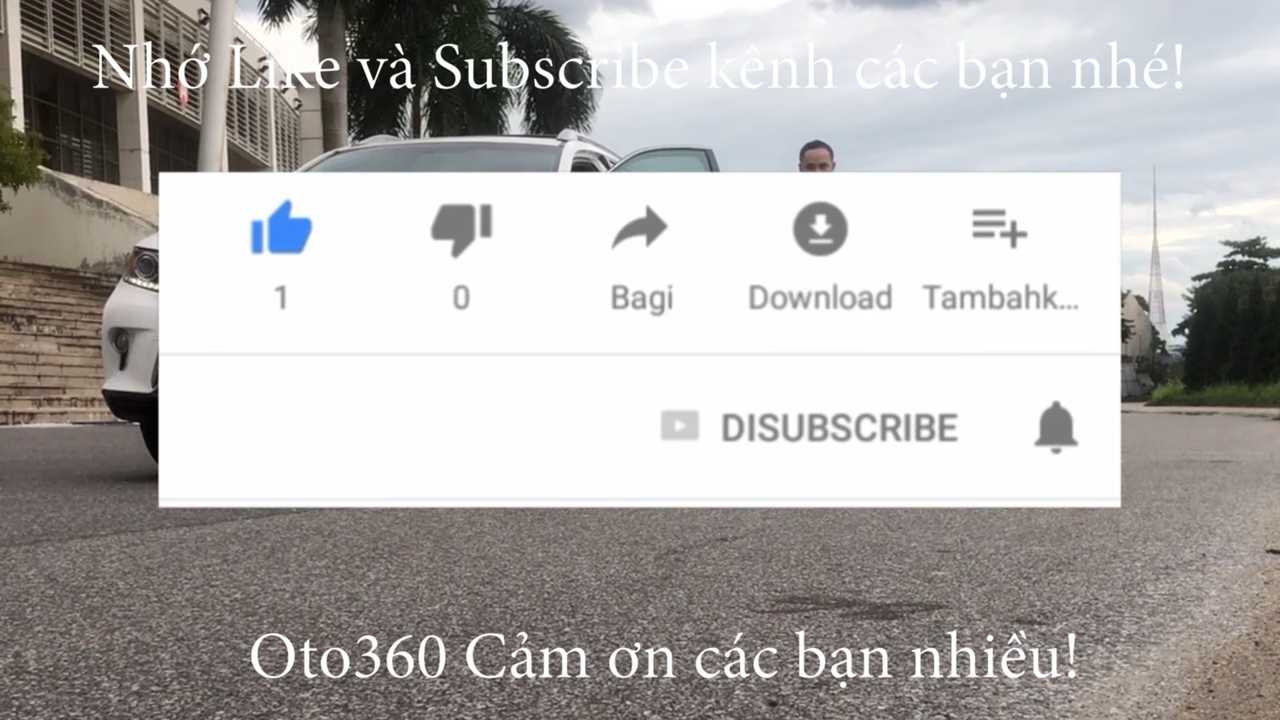 Nhớ Like và Subscribe kênh các bạn nhé!
1 0 Bagi Download Tambahk...
DISUBSCRIBE
Oto360 Cảm ơn các bạn nhiều!